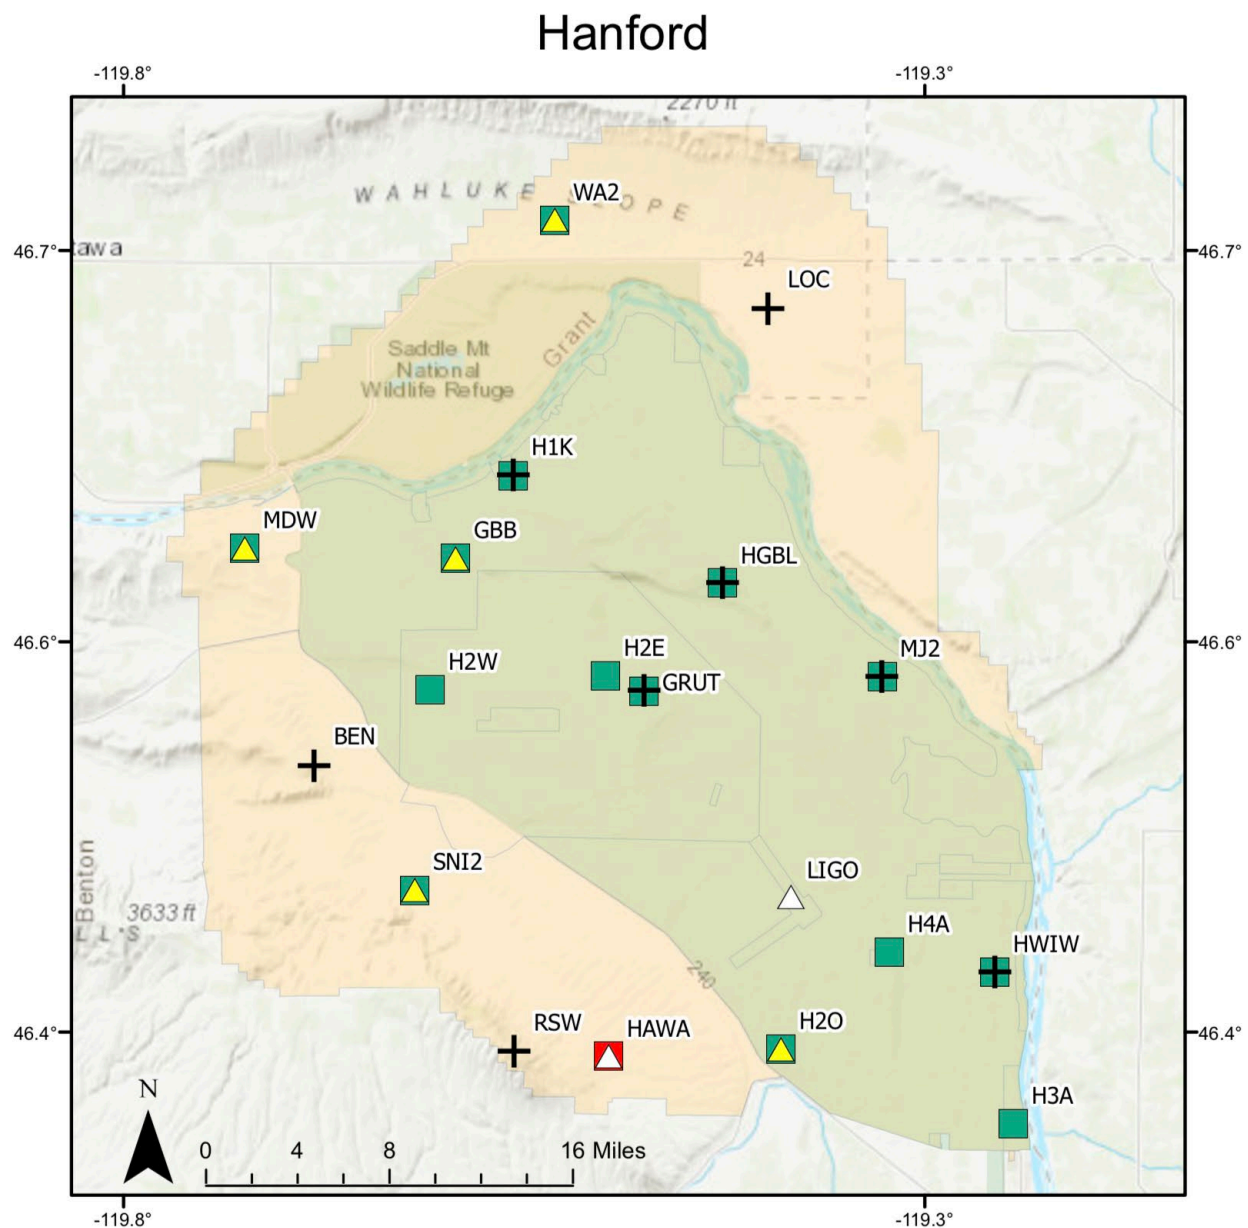 Hanford
-119.8°
-119.3°
2270 ft
WAHLUKE SLOPE
WA2
46.7°
tawa
24
46.7°
LOC
Grant
Saddle Mt
National
Wildlife Refuge
H1K
MDW
GBB
HGBL
46.6°
H2E
MJ2
46.6°
H2W
GRUT
BEN
SNI2
LIGO
Benton
3633 ft
LL'S
H4A
HWIW
240
RSW
HAWA
H2O
46.4°
46.4°
N
H3A
0 4 8 16 Miles
-119.8°
-119.3°